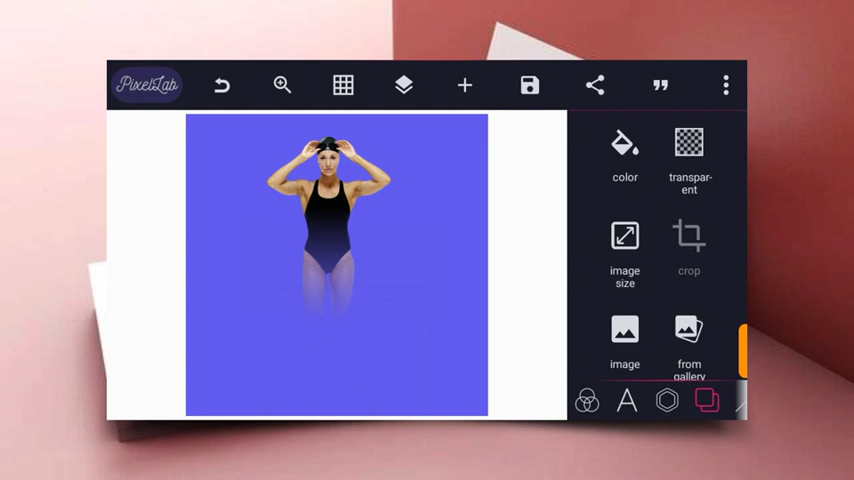 PixelLab
color
transpar-
ent
image
size
crop
image
from
gallery